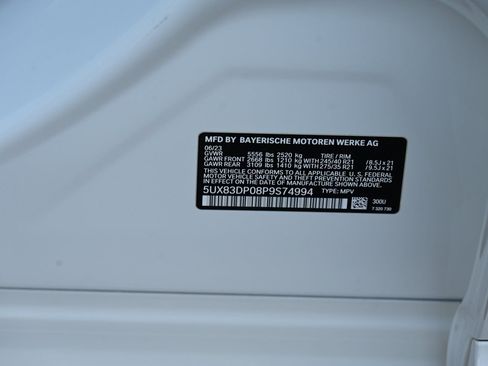 MFD BY BAYERISCHE MOTOREN WERKE AG
06/23
GVWR 5556 lbs 2520 kg TIRE / RIM
GAWR FRONT 2668 lbs 1210 kg WITH 245/40 R21 / 8.5J x 21
GAWR REAR 3109 lbs 1410 kg WITH 275/35 R21 / 9.5J x 21
THIS VEHICLE CONFORMS TO ALL APPLICABLE U. S. FEDERAL
MOTOR VEHICLE SAFETY AND THEFT PREVENTION STANDARDS IN
EFFECT ON THE DATE OF MANUFACTURE SHOWN ABOVE.
5UX83DP08P9S74994 TYPE: MPV
300U
7 520 730